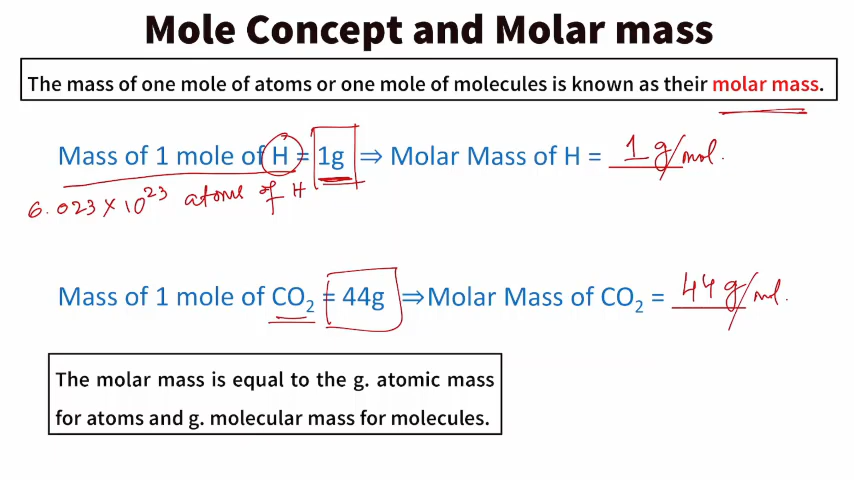 Mole Concept and Molar mass
The mass of one mole of atoms or one mole of molecules is known as their molar mass.
Mass of 1 mole of H = 1g ⇒ Molar Mass of H = 1 g/mol.
6.023 × 10²³ atoms of H
Mass of 1 mole of CO₂ = 44g ⇒ Molar Mass of CO₂ = 44 g/mol.
The molar mass is equal to the g. atomic mass
for atoms and g. molecular mass for molecules.